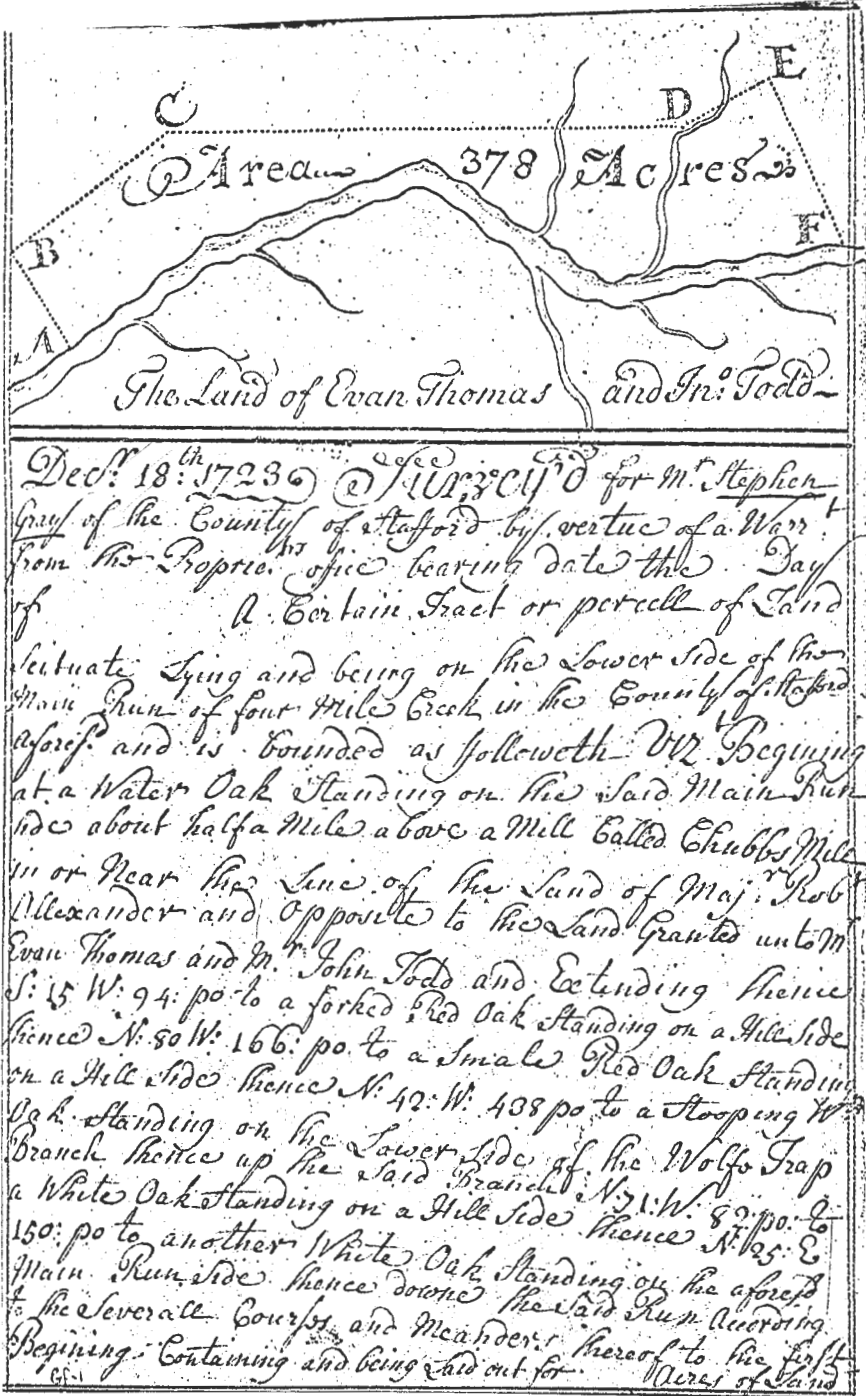 E
C
D
Area 378 Acres
B
F
A
The Land of Evan Thomas and Jno. Todd
Decr. 18:th 1723 Survey'd for Mr Stephen
Gray of the County of Stafford by vertue of a Warrt
from the Proprietrs ofice bearing date the Day
of A Certain Tract or percell of Land
Scituate Lying and being on the Lower side of the
Main Run of four Mile Creek in the County of Stafford
aforesd. and is bounded as followeth Vizt. Begining
at a Water Oak Standing on the Said Main Run
side about half a Mile above a Mill Called Chubbs Mill
in or Near the Line of the Land of Majr. Robt
Allexander and Opposite to the Land Granted unto Mr
Evan Thomas and Mr. John Todd and Extending thence
S: 15 W: 94: po to a forked Red Oak Standing on a Hill Side
thence N: 80 W: 166: po to a Smale Red Oak Standing
on a Hill Side thence N: 42: W: 438 po to a Stooping Wt
Oak Standing on the Lower Side of the Wolfe Trap
Branch thence up the Said Branch N: 71: W: 82: po: to
a White Oak Standing on a Hill Side thence N: 25: E
150: po to another White Oak Standing on the aforesd
Main Run Side thence downe the Said Run According
to the Severall Courses and Meanders thereof to the first
Begining Containing and being Laid out for Acres of Land